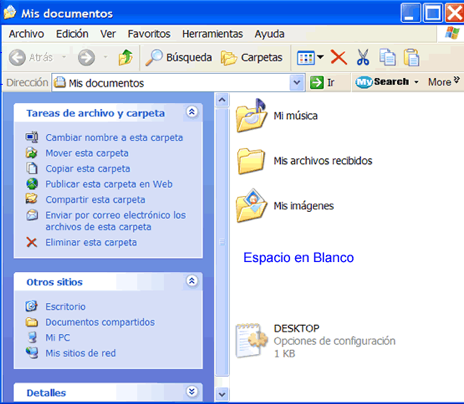 Mis documentos
Archivo Edición Ver Favoritos Herramientas Ayuda
Atrás Búsqueda Carpetas
Dirección Mis documentos Ir My Search More »
Tareas de archivo y carpeta
Cambiar nombre a esta carpeta
Mover esta carpeta
Copiar esta carpeta
Publicar esta carpeta en Web
Compartir esta carpeta
Enviar por correo electrónico los
archivos de esta carpeta
Eliminar esta carpeta
Otros sitios
Escritorio
Documentos compartidos
Mi PC
Mis sitios de red
Detalles
Mi música
Mis archivos recibidos
Mis imágenes
Espacio en Blanco
DESKTOP
Opciones de configuración
1 KB